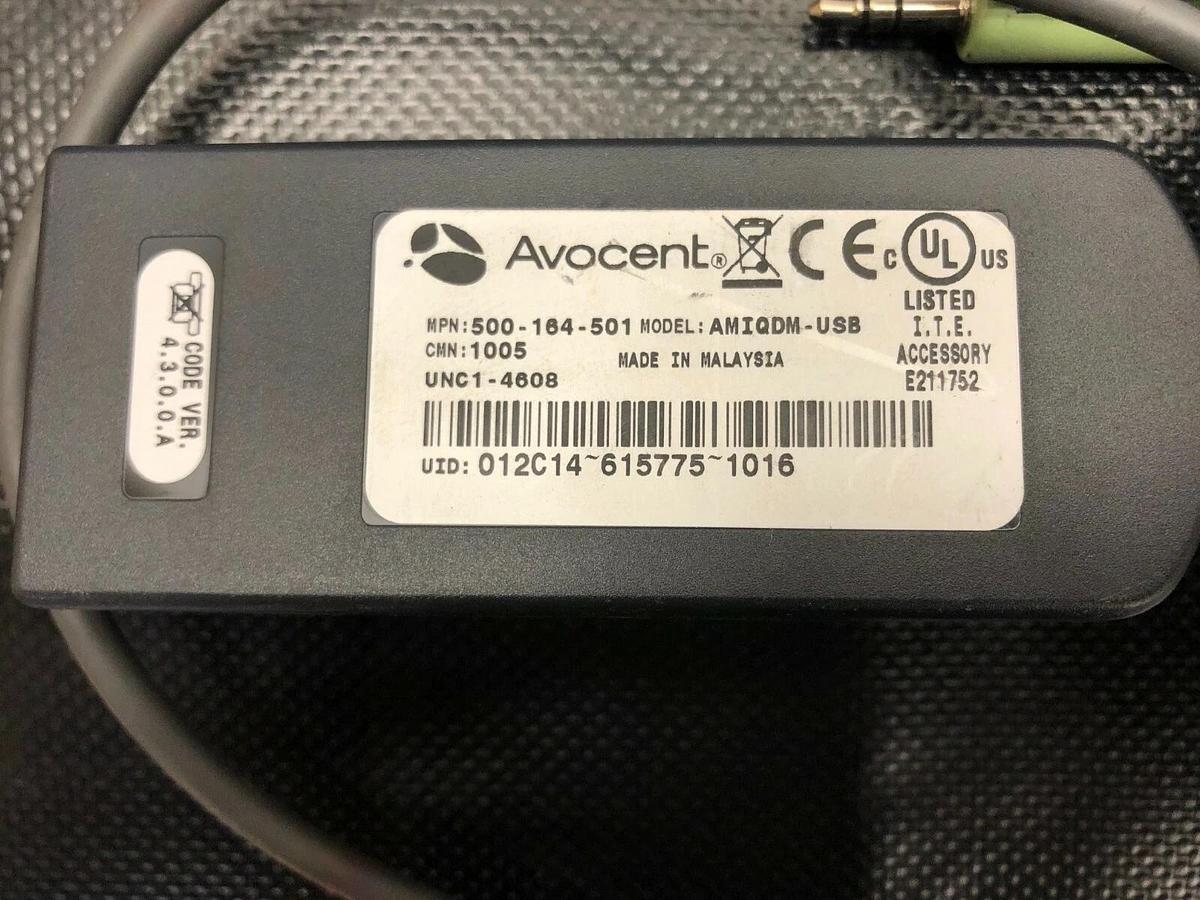 Avocent® CE c UL US
LISTED
MPN:500-164-501 MODEL:AMIQDM-USB I.T.E.
CMN:1005 MADE IN MALAYSIA ACCESSORY
UNC1-4608 E211752
UID: 012C14~615775~1016
CODE VER.
4.3.0.0.A